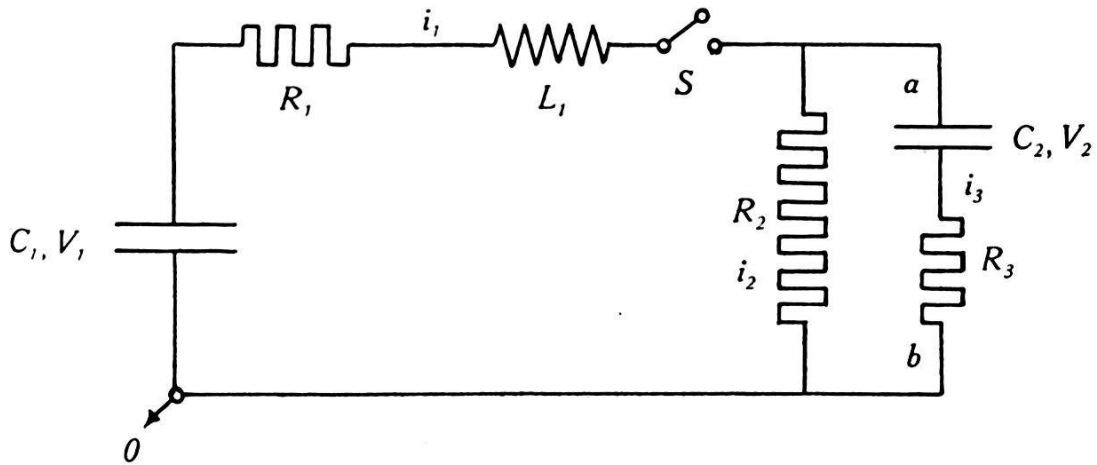 i₁
R₁
L₁
S
a
C₂, V₂
i₃
R₂
i₂
R₃
C₁, V₁
b
0